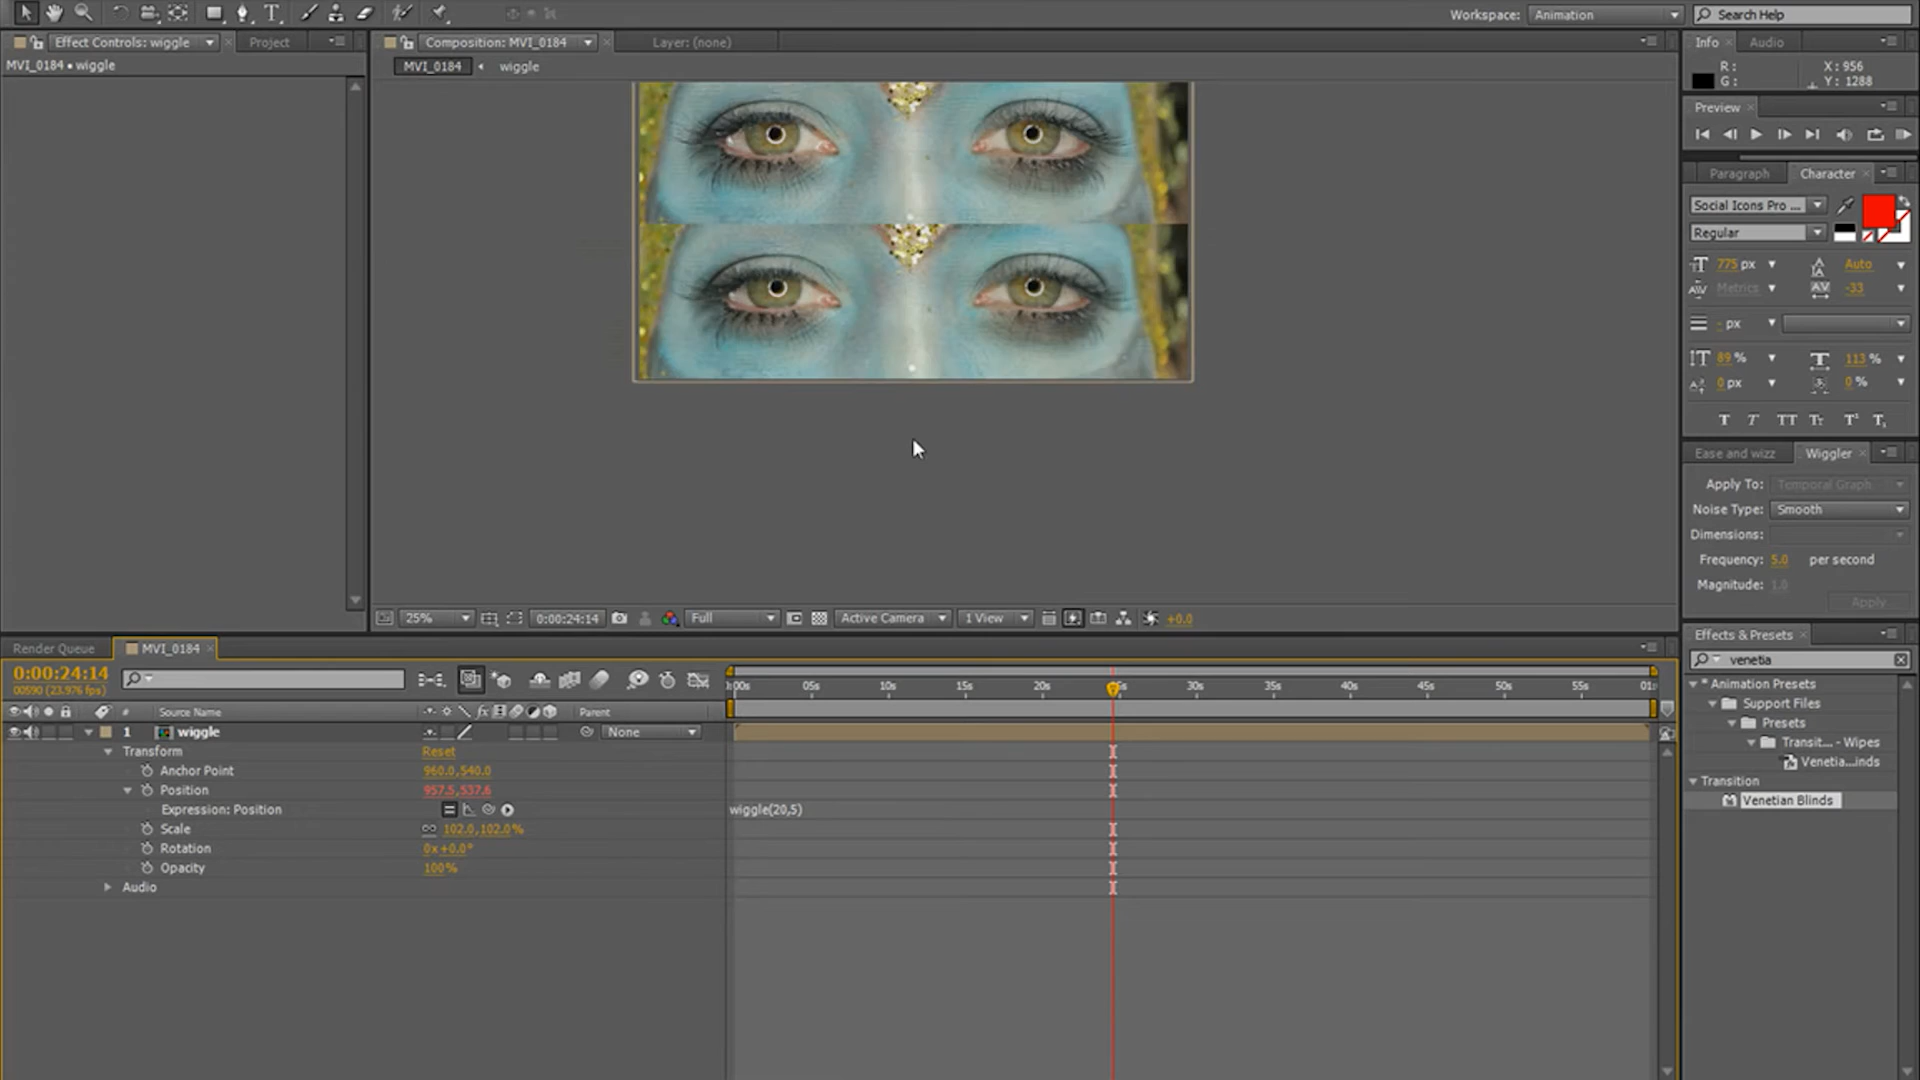 Workspace: Animation Search Help
Effect Controls: wiggle Project
MVI_0184 • wiggle
Composition: MVI_0184 Layer: (none)
MVI_0184 wiggle
Info Audio
R: X: 956
G: Y: 1288
Preview
Paragraph Character
Social Icons Pro ...
Regular
775 px Auto
Metrics -33
- px
89 % 113 %
0 px 0 %
T T TT Tr T¹ T,
Ease and wizz Wiggler
Apply To: Temporal Graph
Noise Type: Smooth
Dimensions:
Frequency: 5.0 per second
Magnitude: 1.0
Apply
25% 0:00:24:14 Full Active Camera 1 View +0.0
Effects & Presets
venetia
* Animation Presets
Support Files
Presets
Transit... - Wipes
Venetia...inds
Transition
Venetian Blinds
Render Queue MVI_0184
0:00:24:14
00590 (23.976 fps)
:00s 05s 10s 15s 20s 5s 30s 35s 40s 45s 50s 55s 01:
# Source Name fx Parent
1 wiggle None
Transform Reset
Anchor Point 960.0,540.0
Position 957.5,537.6
Expression: Position wiggle(20,5)
Scale 102.0,102.0%
Rotation 0x+0.0°
Opacity 100%
Audio